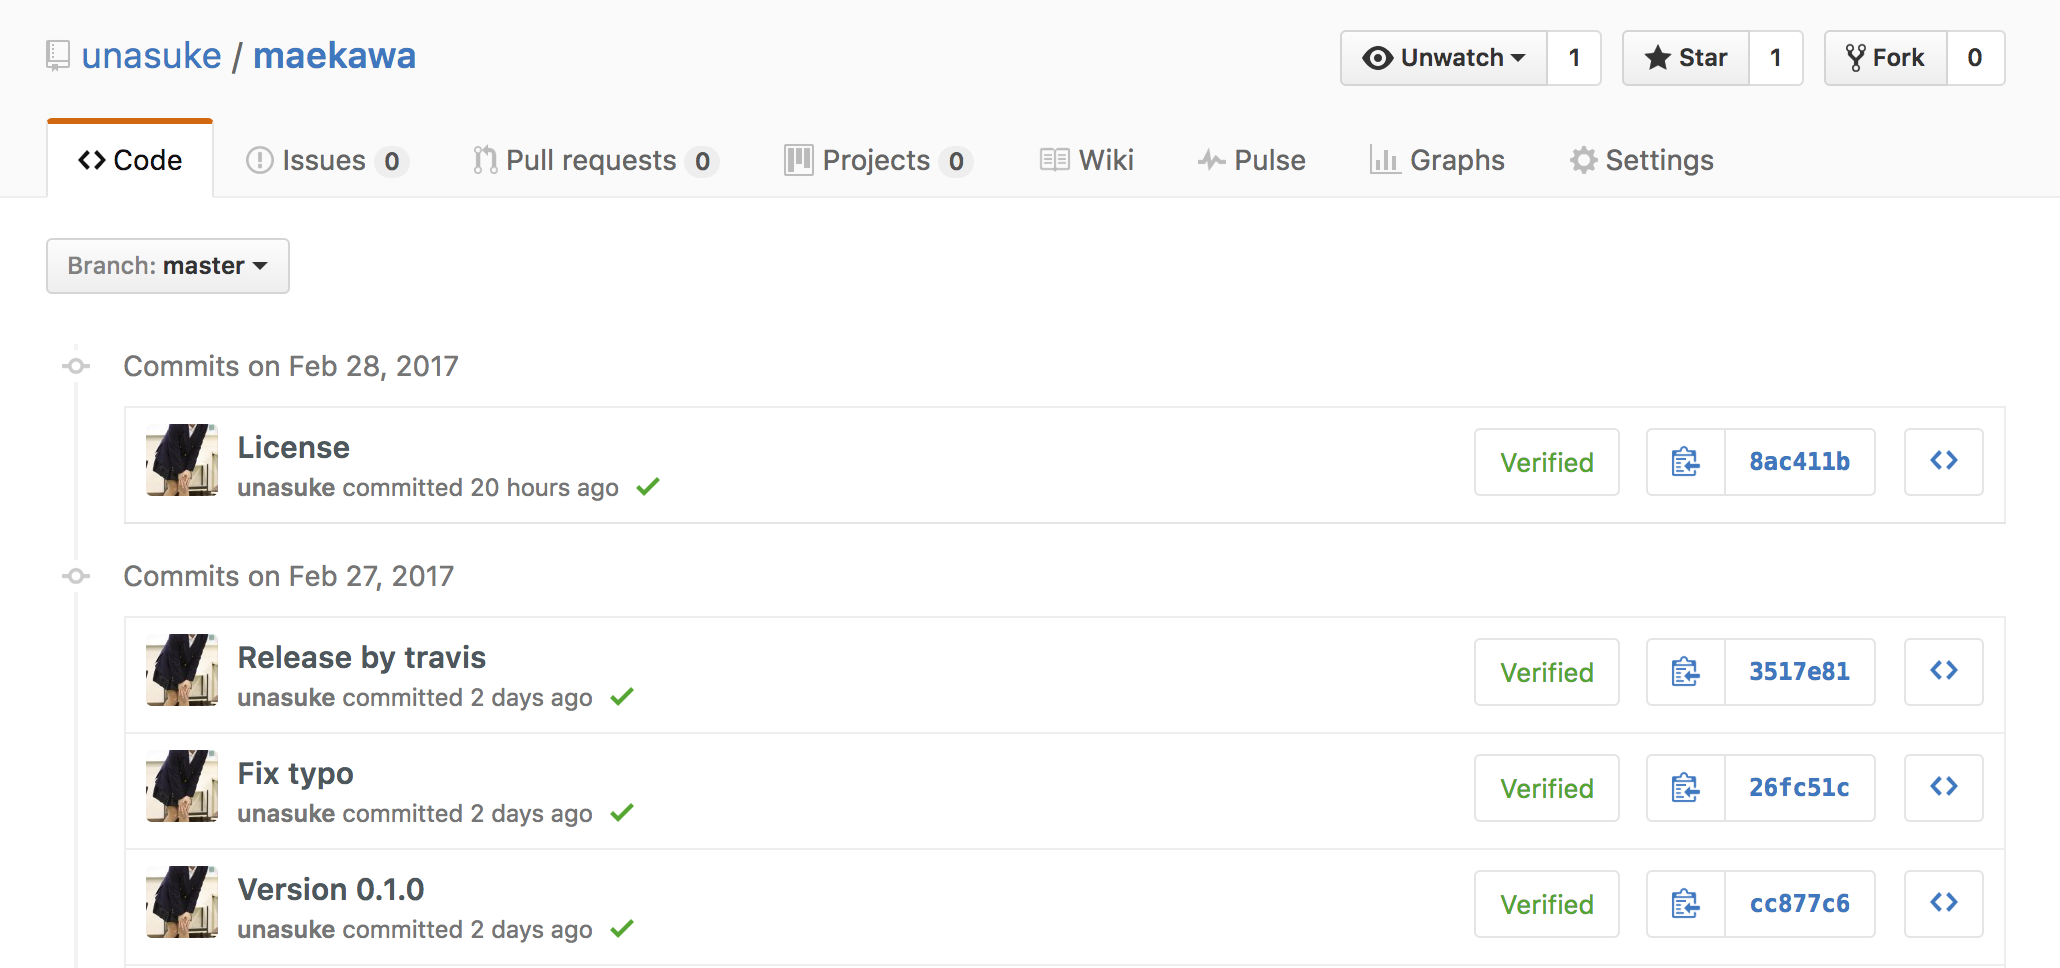 unasuke / maekawa
Unwatch 1 Star 1 Fork 0
Code Issues 0 Pull requests 0 Projects 0 Wiki Pulse Graphs Settings
Branch: master
Commits on Feb 28, 2017
License
unasuke committed 20 hours ago
Verified 8ac411b
Commits on Feb 27, 2017
Release by travis
unasuke committed 2 days ago
Verified 3517e81
Fix typo
unasuke committed 2 days ago
Verified 26fc51c
Version 0.1.0
unasuke committed 2 days ago
Verified cc877c6